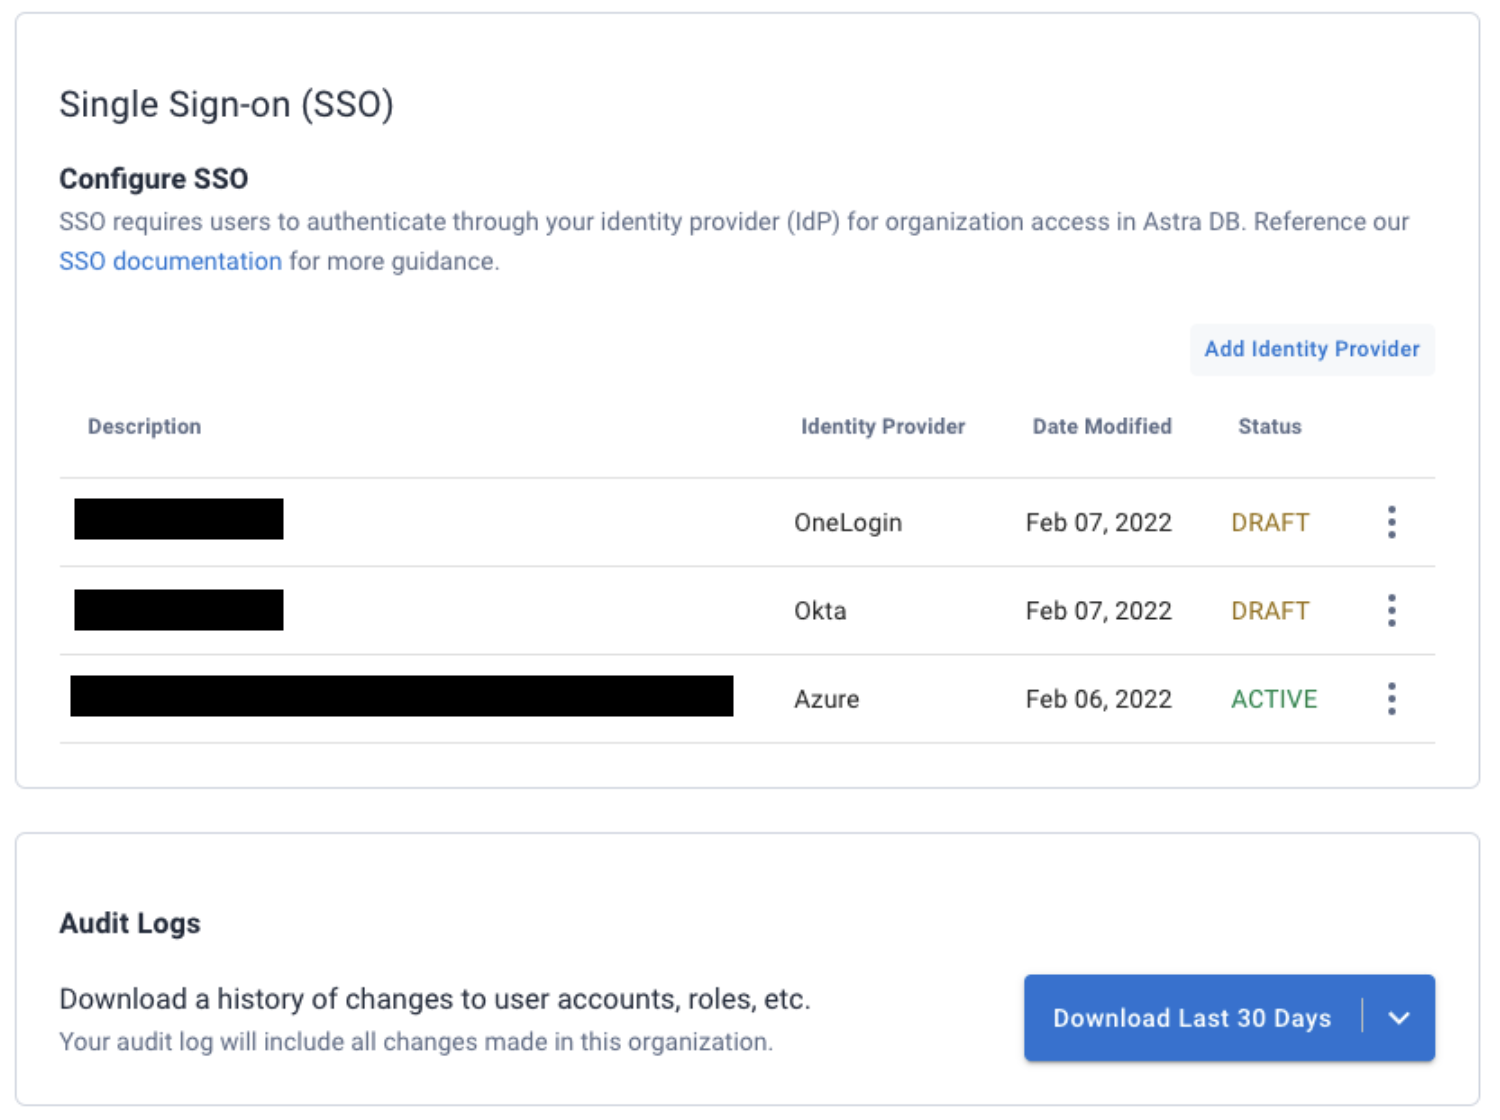 Single Sign-on (SSO)
Configure SSO
SSO requires users to authenticate through your identity provider (IdP) for organization access in Astra DB. Reference our
SSO documentation for more guidance.
Add Identity Provider
Description Identity Provider Date Modified Status
OneLogin Feb 07, 2022 DRAFT
Okta Feb 07, 2022 DRAFT
Azure Feb 06, 2022 ACTIVE
Audit Logs
Download a history of changes to user accounts, roles, etc.
Your audit log will include all changes made in this organization.
Download Last 30 Days